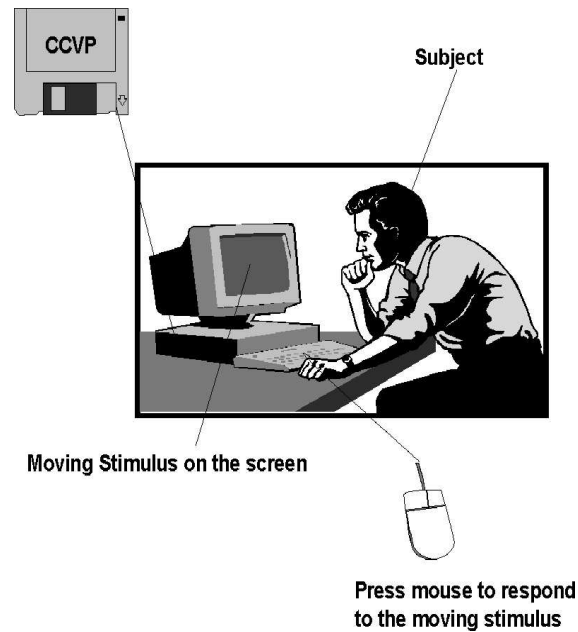 CCVP
Subject
Moving Stimulus on the screen
Press mouse to respond
to the moving stimulus